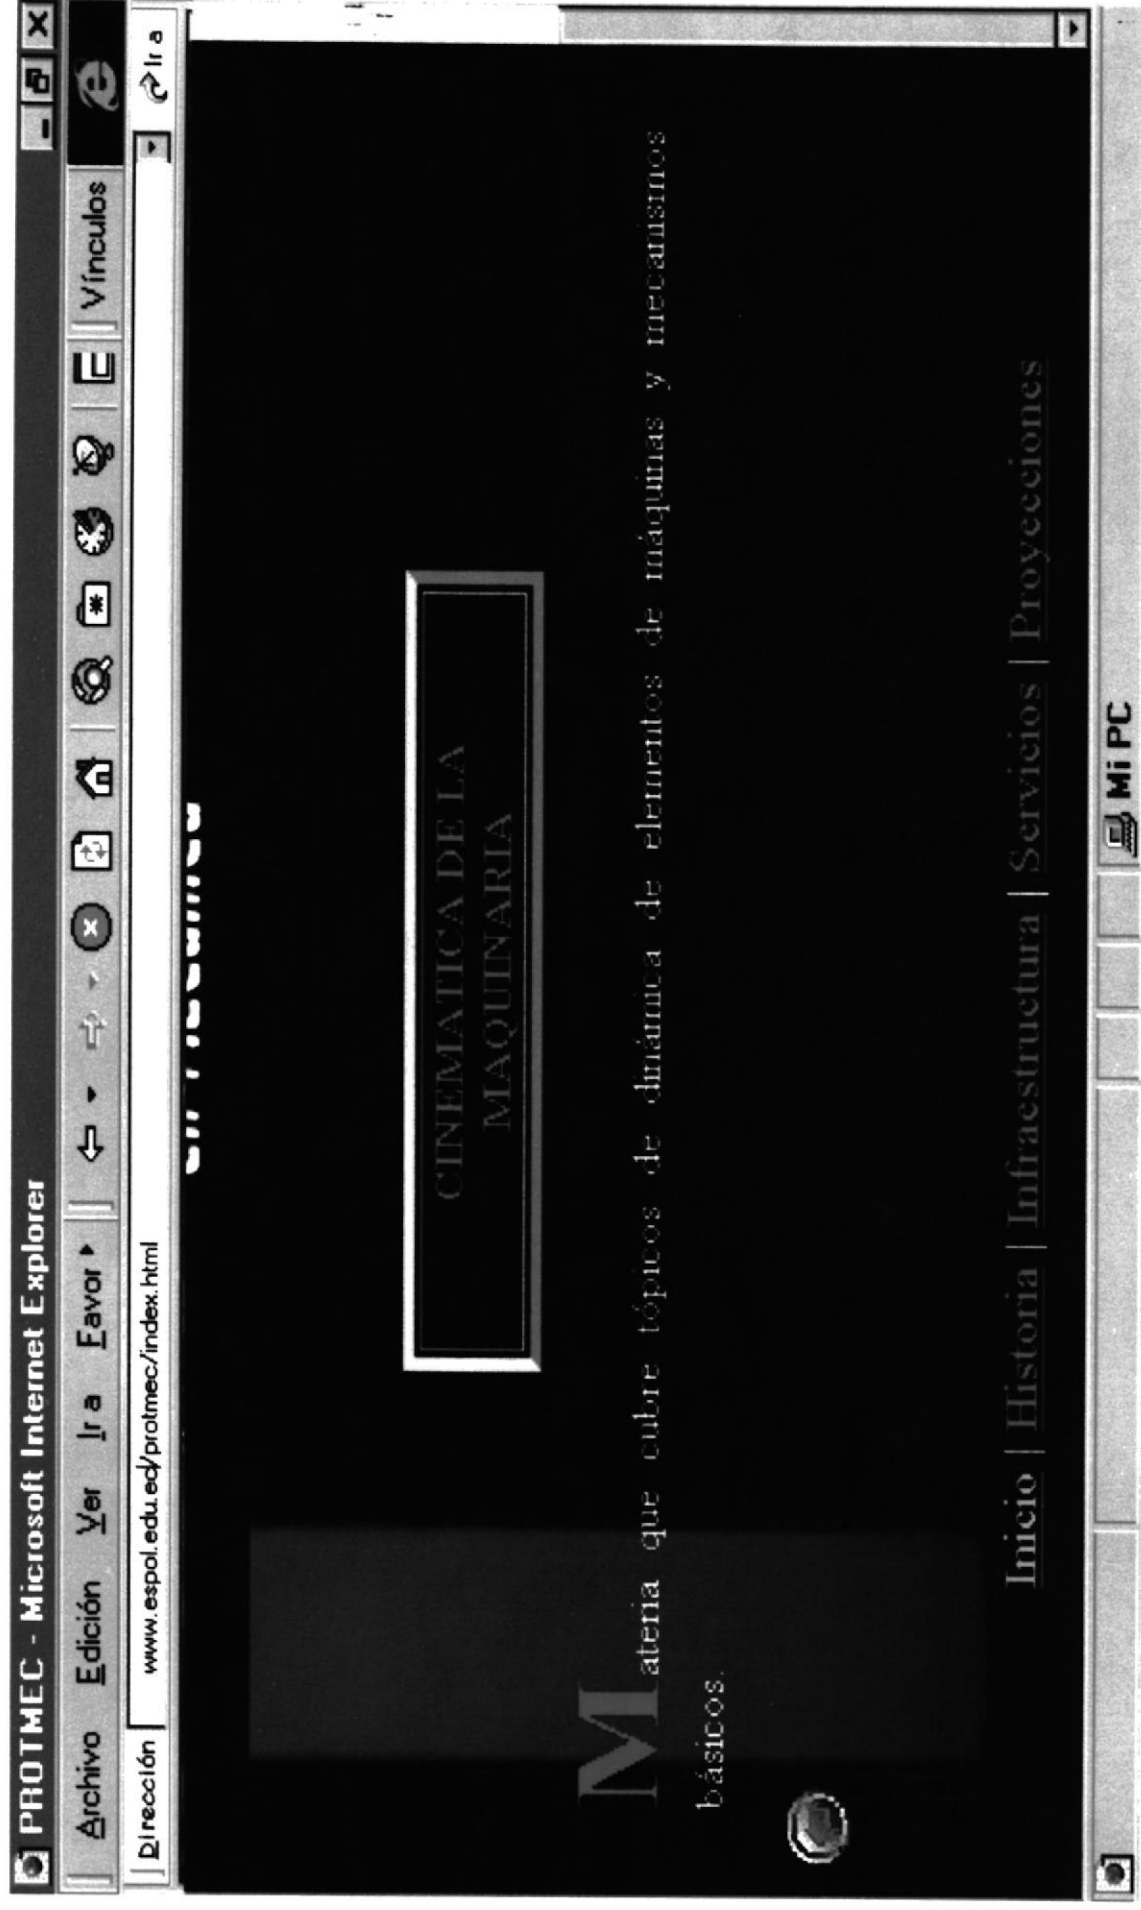 PROTMEC - Microsoft Internet Explorer
Archivo Edición Ver Ir a Favor Vínculos
Dirección www.espol.edu.ed/protmec/index.html Ir a
CINEMATICA DE LA
MAQUINARIA
Materia que cubre tópicos de dinámica de elementos de máquinas y mecanismos
básicos.
Inicio | Historia | Infraestructura | Servicios | Proyecciones
Mi PC